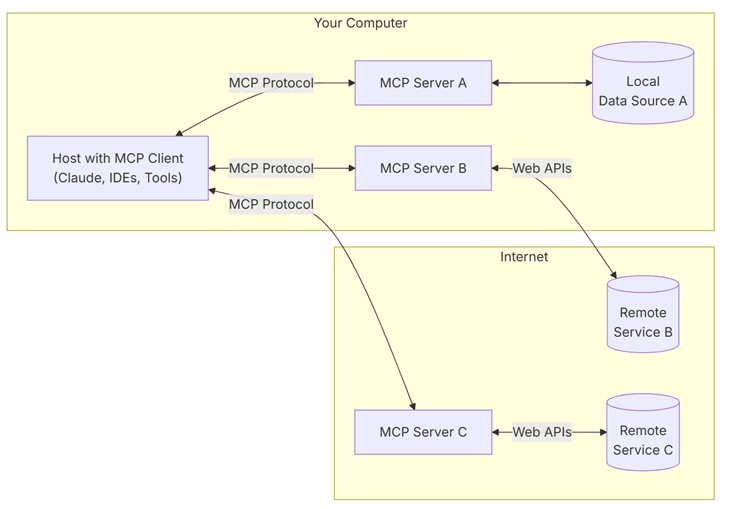 Your Computer
MCP Protocol
MCP Server A
Local
Data Source A
Host with MCP Client
(Claude, IDEs, Tools)
MCP Protocol
MCP Server B
Web APIs
MCP Protocol
Internet
Remote
Service B
MCP Server C
Web APIs
Remote
Service C